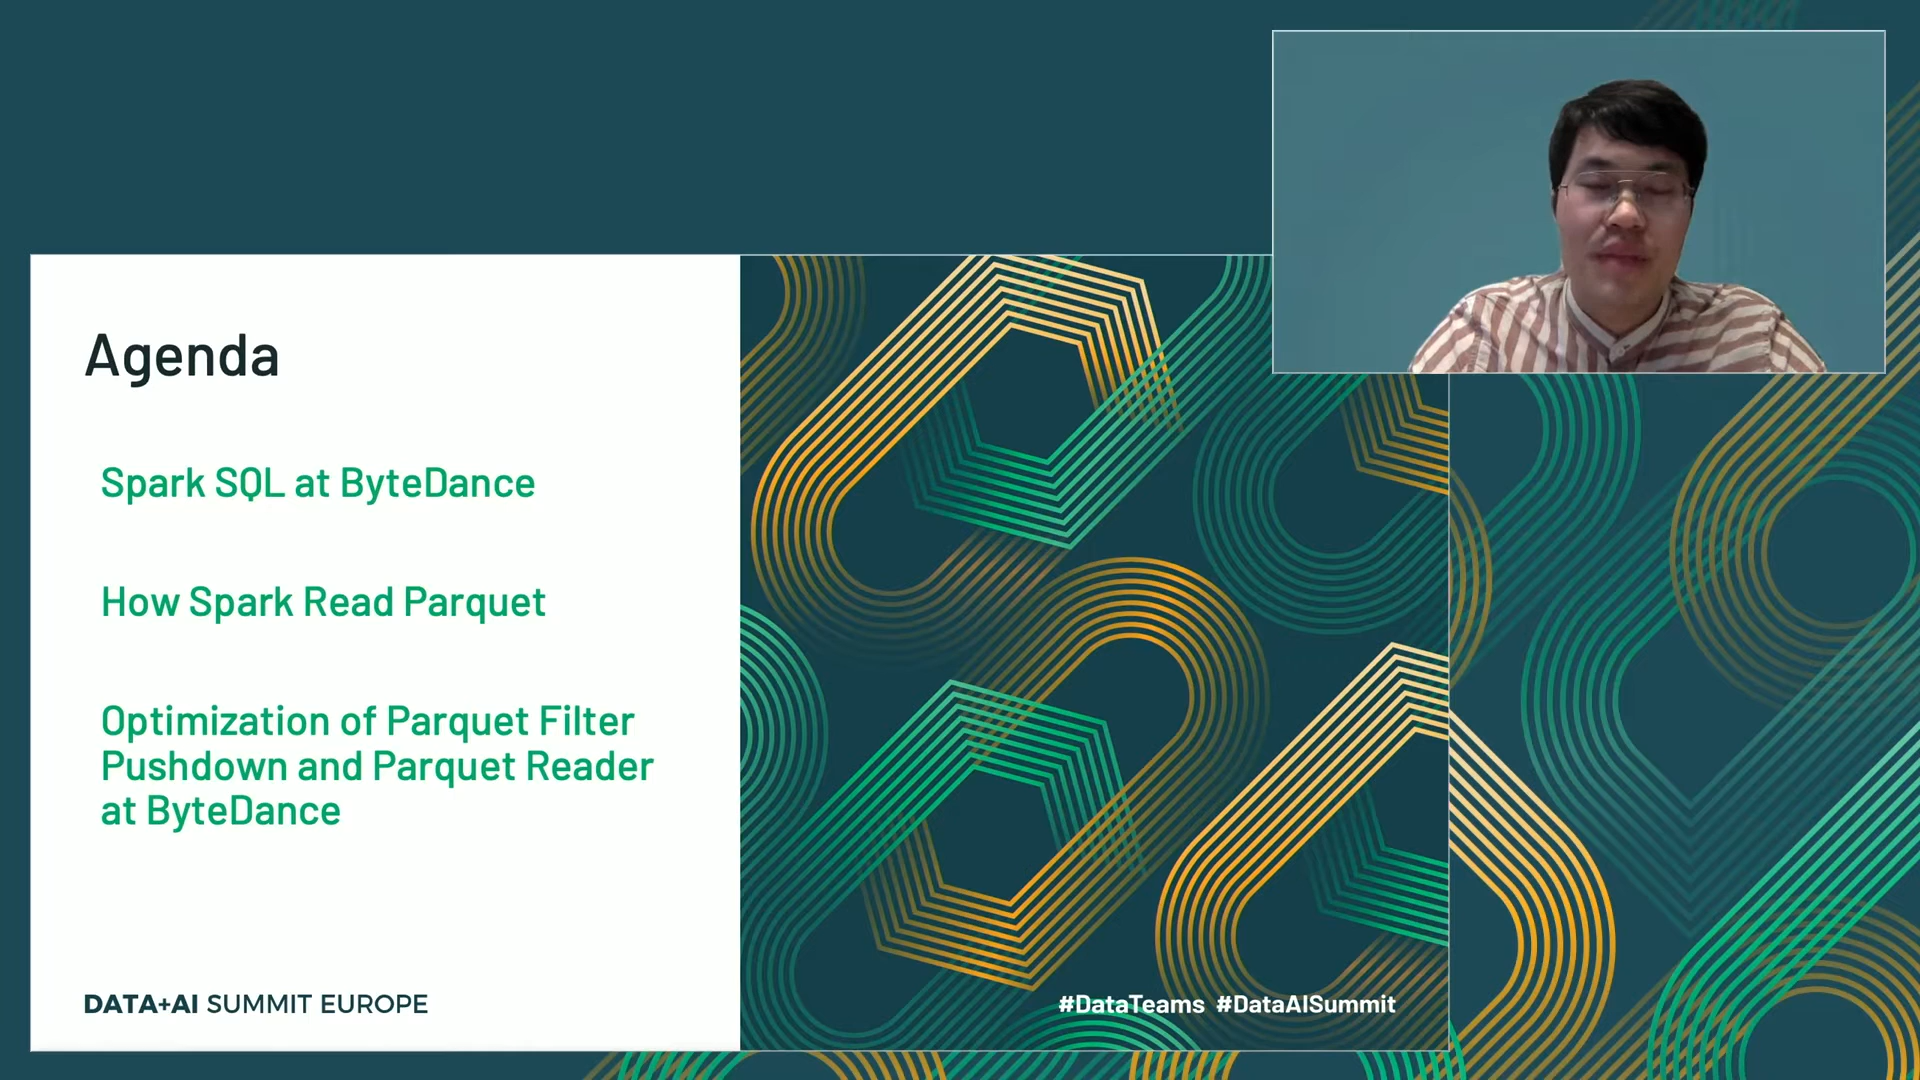 Agenda
Spark SQL at ByteDance
How Spark Read Parquet
Optimization of Parquet Filter
Pushdown and Parquet Reader
at ByteDance
DATA+AI SUMMIT EUROPE
#DataTeams #DataAISummit